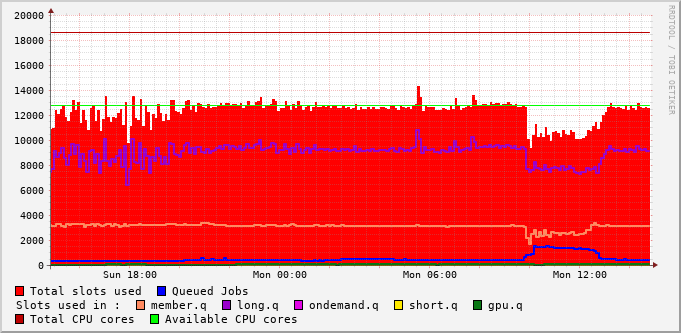 20000
18000
16000
14000
12000
10000
8000
6000
4000
2000
0
Sun 18:00 Mon 00:00 Mon 06:00 Mon 12:00
RRDTOOL / TOBI OETIKER
Total slots used Queued Jobs
Slots used in : member.q long.q ondemand.q short.q gpu.q
Total CPU cores Available CPU cores